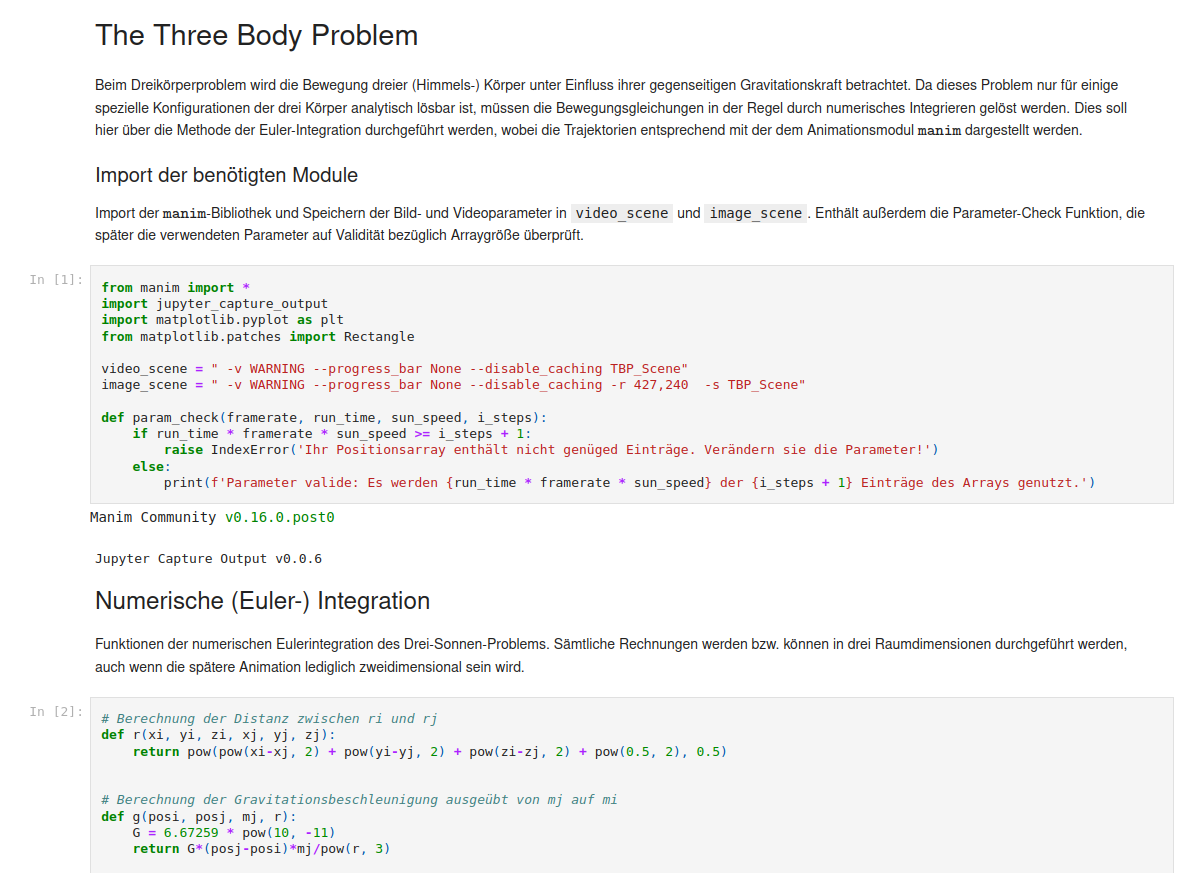 The Three Body Problem
Beim Dreikörperproblem wird die Bewegung dreier (Himmels-) Körper unter Einfluss ihrer gegenseitigen Gravitationskraft betrachtet. Da dieses Problem nur für einige
spezielle Konfigurationen der drei Körper analytisch lösbar ist, müssen die Bewegungsgleichungen in der Regel durch numerisches Integrieren gelöst werden. Dies soll
hier über die Methode der Euler-Integration durchgeführt werden, wobei die Trajektorien entsprechend mit der dem Animationsmodul manim dargestellt werden.
Import der benötigten Module
Import der manim-Bibliothek und Speichern der Bild- und Videoparameter in video_scene und image_scene. Enthält außerdem die Parameter-Check Funktion, die
später die verwendeten Parameter auf Validität bezüglich Arraygröße überprüft.
In [1]:
from manim import *
import jupyter_capture_output
import matplotlib.pyplot as plt
from matplotlib.patches import Rectangle
video_scene = " -v WARNING --progress_bar None --disable_caching TBP_Scene"
image_scene = " -v WARNING --progress_bar None --disable_caching -r 427,240  -s TBP_Scene"
def param_check(framerate, run_time, sun_speed, i_steps):
    if run_time * framerate * sun_speed >= i_steps + 1:
        raise IndexError('Ihr Positionsarray enthält nicht genüged Einträge. Verändern sie die Parameter!')
    else:
        print(f'Parameter valide: Es werden {run_time * framerate * sun_speed} der {i_steps + 1} Einträge des Arrays genutzt.')
Manim Community v0.16.0.post0
Jupyter Capture Output v0.0.6
Numerische (Euler-) Integration
Funktionen der numerischen Eulerintegration des Drei-Sonnen-Problems. Sämtliche Rechnungen werden bzw. können in drei Raumdimensionen durchgeführt werden,
auch wenn die spätere Animation lediglich zweidimensional sein wird.
In [2]:
# Berechnung der Distanz zwischen ri und rj
def r(xi, yi, zi, xj, yj, zj):
    return pow(pow(xi-xj, 2) + pow(yi-yj, 2) + pow(zi-zj, 2) + pow(0.5, 2), 0.5)
# Berechnung der Gravitationsbeschleunigung ausgeübt von mj auf mi
def g(posi, posj, mj, r):
    G = 6.67259 * pow(10, -11)
    return G*(posj-posi)*mj/pow(r, 3)